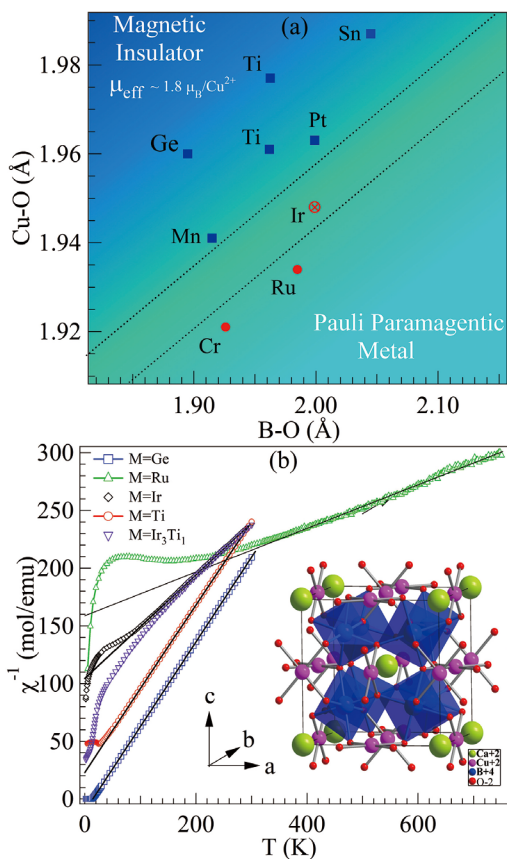 (a)
Magnetic
Insulator
μeff ~ 1.8 μB/Cu2+
Sn
Ti
Ti
Pt
Ge
Mn
Ir
Ru
Cr
Pauli Paramagentic
Metal
1.98
1.96
1.94
1.92
Cu-O (Å)
1.90
2.00
2.10
B-O (Å)
(b)
M=Ge
M=Ru
M=Ir
M=Ti
M=Ir3Ti1
300
250
200
150
100
50
0
χ-1 (mol/emu)
c
b
a
Ca+2
Cu+2
B+4
O-2
0
200
400
600
T (K)